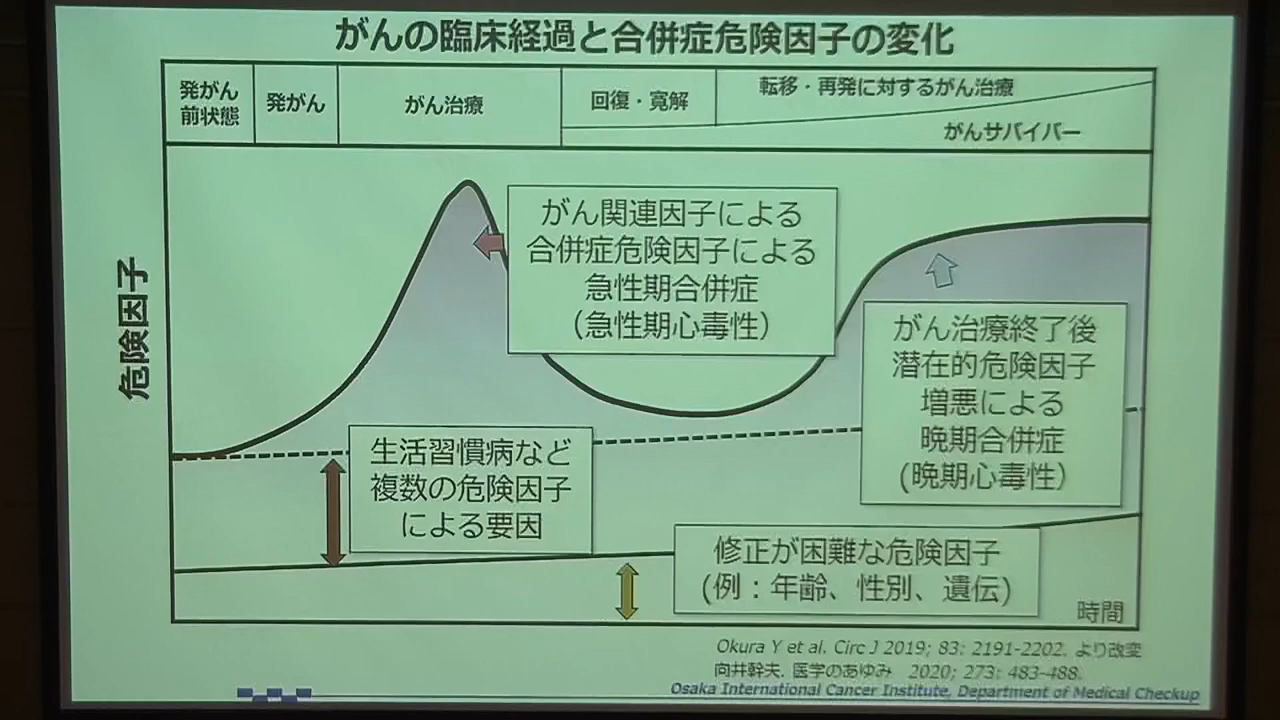 がんの臨床経過と合併症危険因子の変化
発がん
前状態
発がん
がん治療
回復・寛解
転移・再発に対するがん治療
がんサバイバー
危険因子
がん関連因子による
合併症危険因子による
急性期合併症
（急性期心毒性）
がん治療終了後
潜在的危険因子
増悪による
晩期合併症
(晩期心毒性）
生活習慣病など
複数の危険因子
による要因
修正が困難な危険因子
(例：年齢、性別、遺伝)
時間
Okura Y et al. Circ J 2019; 83: 2191-2202. より改変
向井幹夫. 医学のあゆみ 2020; 273: 483-488.
Osaka International Cancer Institute, Department of Medical Checkup